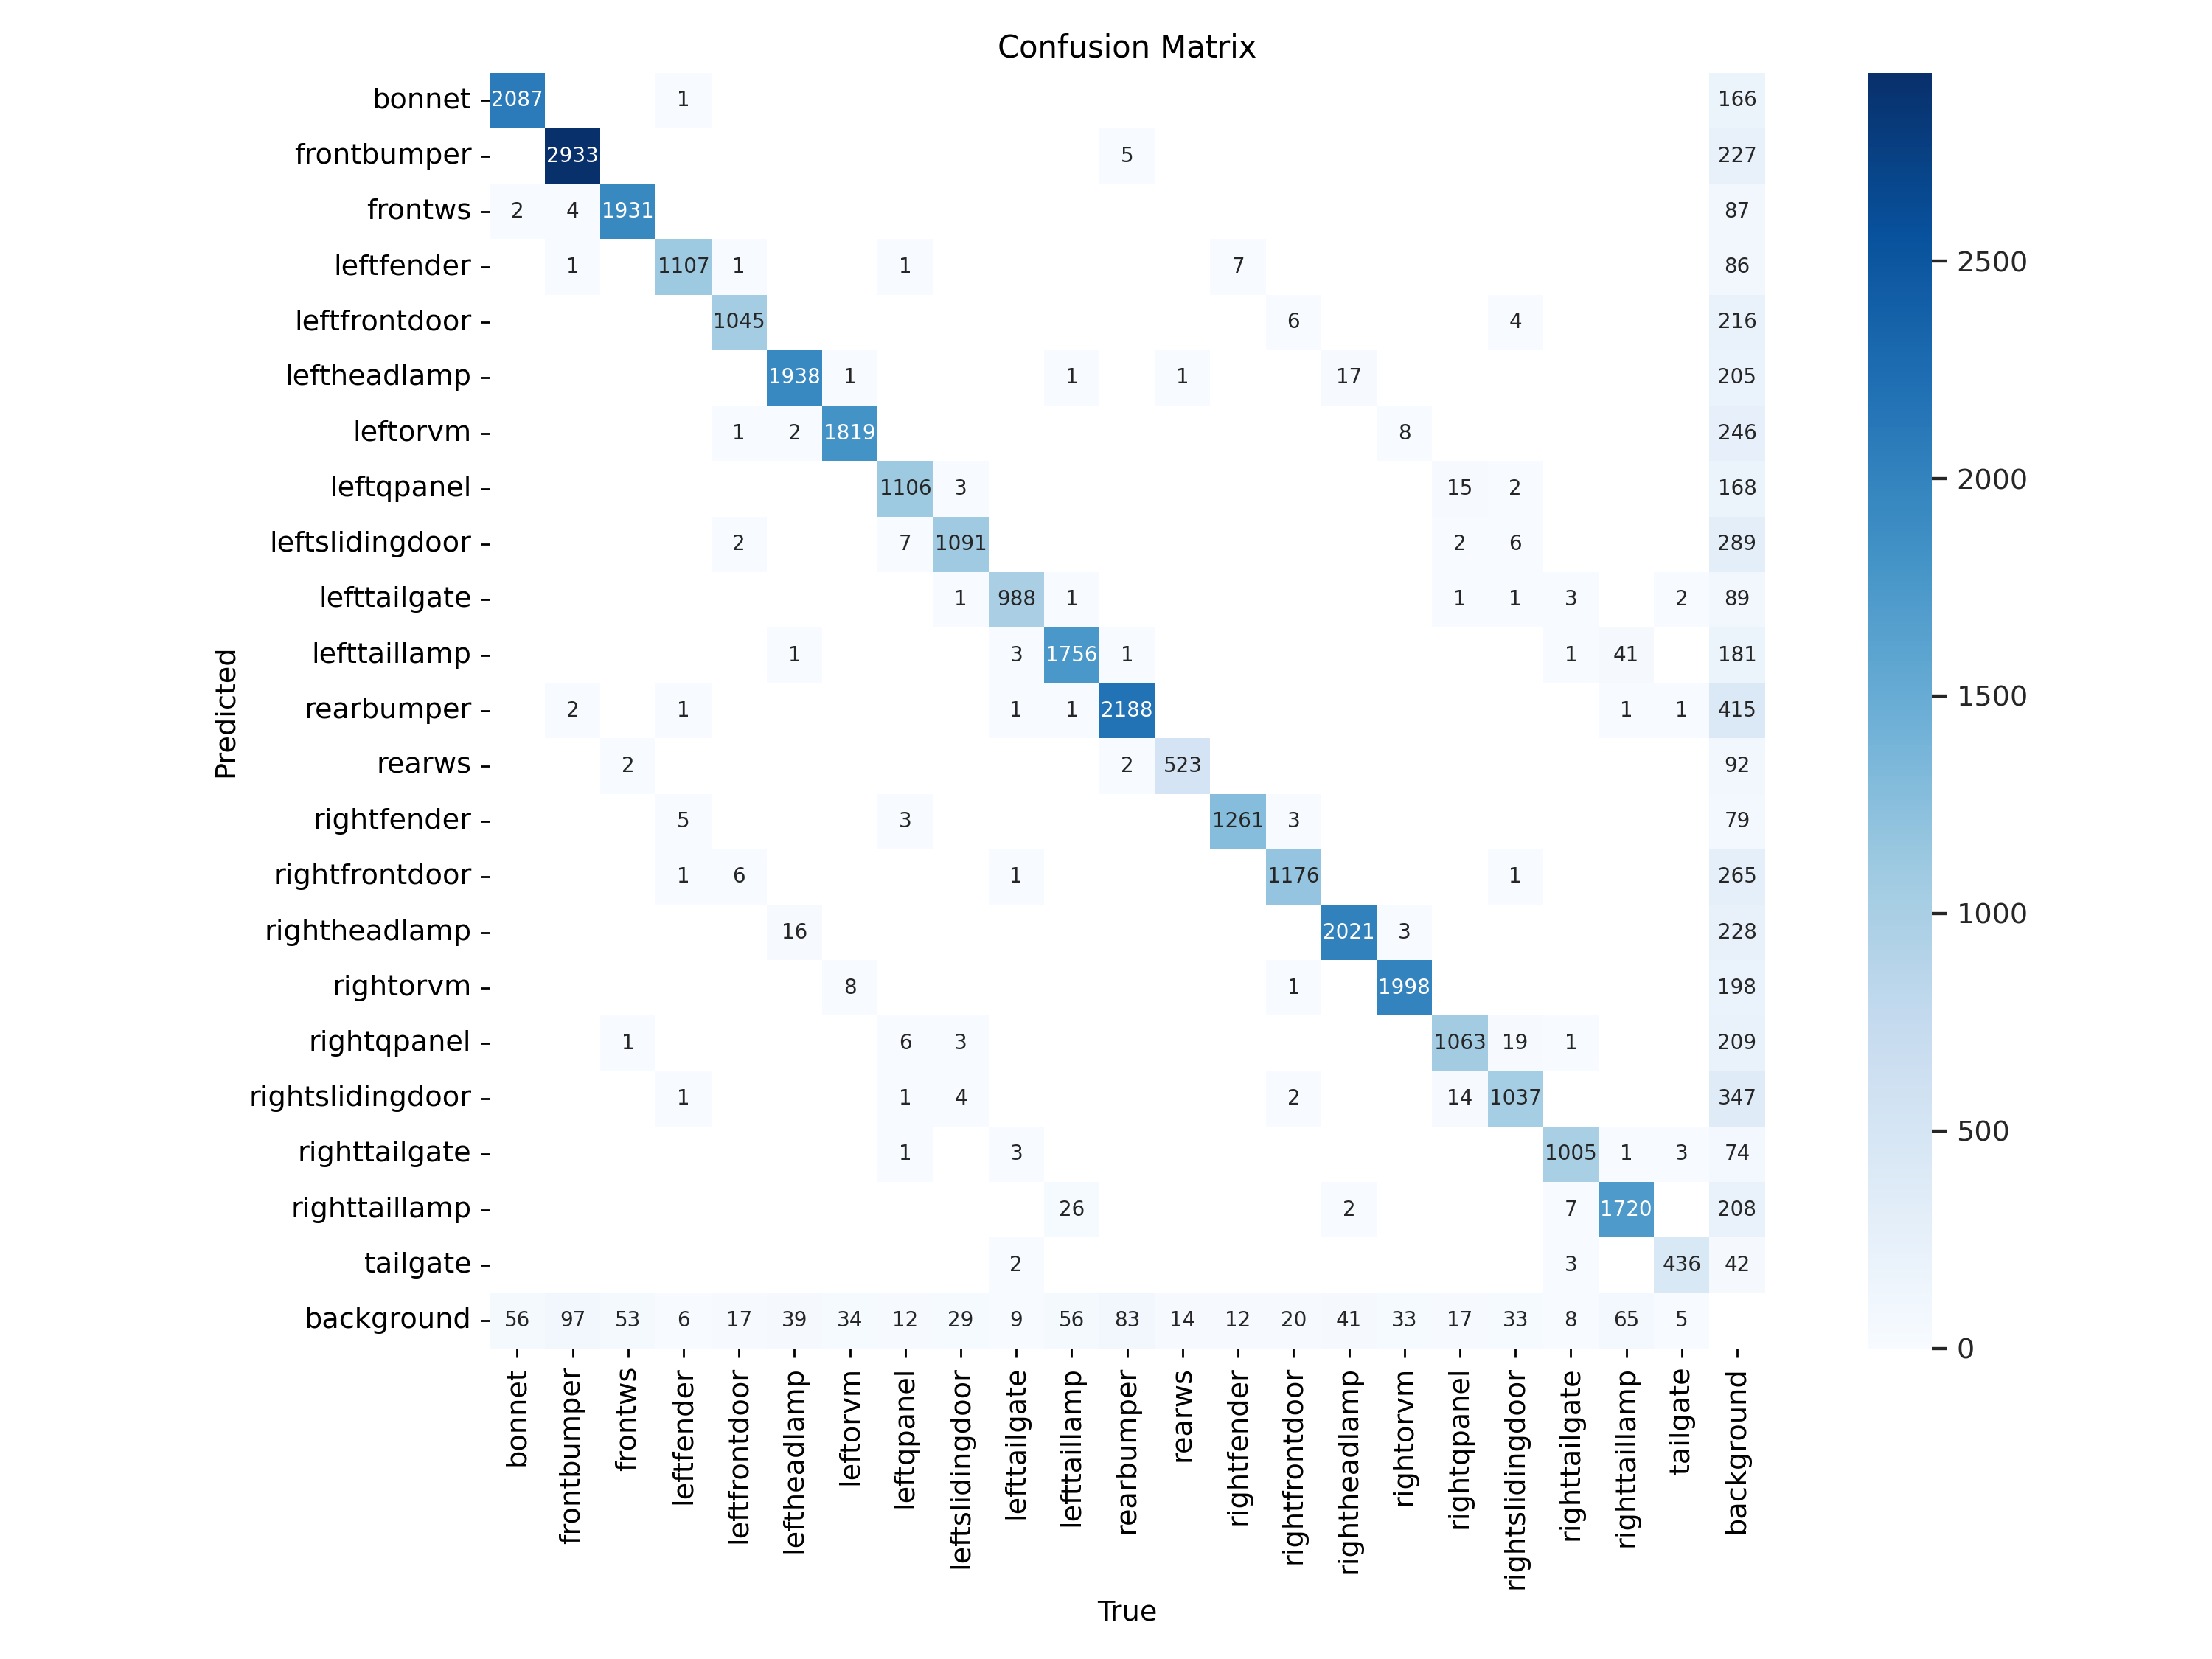 Confusion Matrix
bonnet 2087 1 166
frontbumper 2933 5 227
frontws 2 4 1931 87
leftfender 1 1107 1 1 7 86
leftfrontdoor 1045 6 4 216
leftheadlamp 1938 1 1 1 17 205
leftorvm 1 2 1819 8 246
leftqpanel 1106 3 15 2 168
leftslidingdoor 2 7 1091 2 6 289
lefttailgate 1 988 1 1 1 3 2 89
lefttaillamp 1 3 1756 1 1 41 181
rearbumper 2 1 1 1 2188 1 1 415
rearws 2 2 523 92
rightfender 5 3 1261 3 79
rightfrontdoor 1 6 1 1176 1 265
rightheadlamp 16 2021 3 228
rightorvm 8 1 1998 198
rightqpanel 1 6 3 1063 19 1 209
rightslidingdoor 1 1 4 2 14 1037 347
righttailgate 1 3 1005 1 3 74
righttaillamp 26 2 7 1720 208
tailgate 2 3 436 42
background 56 97 53 6 17 39 34 12 29 9 56 83 14 12 20 41 33 17 33 8 65 5
Predicted
bonnet
frontbumper
frontws
leftfender
leftfrontdoor
leftheadlamp
leftorvm
leftqpanel
leftslidingdoor
lefttailgate
lefttaillamp
rearbumper
rearws
rightfender
rightfrontdoor
rightheadlamp
rightorvm
rightqpanel
rightslidingdoor
righttailgate
righttaillamp
tailgate
background
True
2500
2000
1500
1000
500
0